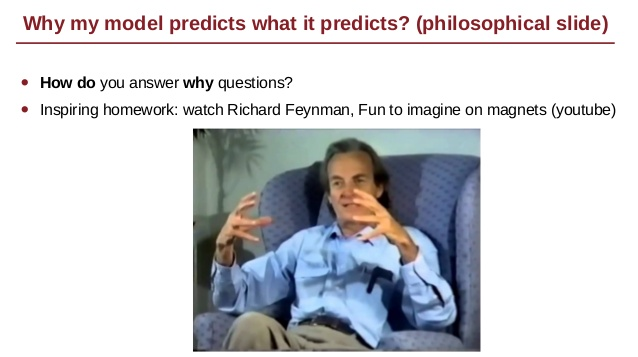 Why my model predicts what it predicts? (philosophical slide)
How do you answer why questions?
Inspiring homework: watch Richard Feynman, Fun to imagine on magnets (youtube)